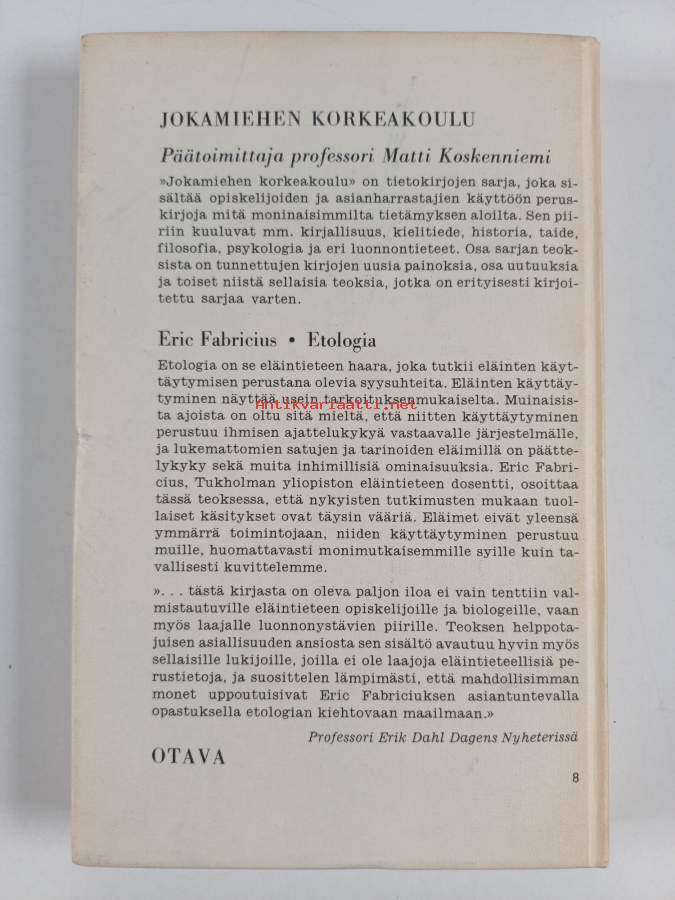 JOKAMIEHEN KORKEAKOULU
Päätoimittaja professori Matti Koskenniemi
»Jokamiehen korkeakoulu» on tietokirjojen sarja, joka si-
sältää opiskelijoiden ja asianharrastajien käyttöön perus-
kirjoja mitä moninaisimmilta tietämyksen aloilta. Sen pii-
riin kuuluvat mm. kirjallisuus, kielitiede, historia, taide,
filosofia, psykologia ja eri luonnontieteet. Osa sarjan teok-
sista on tunnettujen kirjojen uusia painoksia, osa uutuuksia
ja toiset niistä sellaisia teoksia, jotka on erityisesti kirjoi-
tettu sarjaa varten.
Eric Fabricius • Etologia
Etologia on se eläintieteen haara, joka tutkii eläinten käyt-
täytymisen perustana olevia syysuhteita. Eläinten käyttäy-
tyminen näyttää usein tarkoituksenmukaiselta. Muinaisis-
Antikvariaatti.net
ta ajoista on oltu sitä mieltä, että niitten käyttäytyminen
perustuu ihmisen ajattelukykyä vastaavalle järjestelmälle,
ja lukemattomien satujen ja tarinoiden eläimillä on päätte-
lykyky sekä muita inhimillisiä ominaisuuksia. Eric Fabri-
cius, Tukholman yliopiston eläintieteen dosentti, osoittaa
tässä teoksessa, että nykyisten tutkimusten mukaan tuol-
laiset käsitykset ovat täysin vääriä. Eläimet eivät yleensä
ymmärrä toimintojaan, niiden käyttäytyminen perustuu
muille, huomattavasti monimutkaisemmille syille kuin ta-
vallisesti kuvittelemme.
». . . tästä kirjasta on oleva paljon iloa ei vain tenttiin val-
mistautuville eläintieteen opiskelijoille ja biologeille, vaan
myös laajalle luonnonystävien piirille. Teoksen helppota-
juisen asiallisuuden ansiosta sen sisältö avautuu hyvin myös
sellaisille lukijoille, joilla ei ole laajoja eläintieteellisiä pe-
rustietoja, ja suosittelen lämpimästi, että mahdollisimman
monet uppoutuisivat Eric Fabriciuksen asiantuntevalla
opastuksella etologian kiehtovaan maailmaan.»
Professori Erik Dahl Dagens Nyheterissä
OTAVA
8